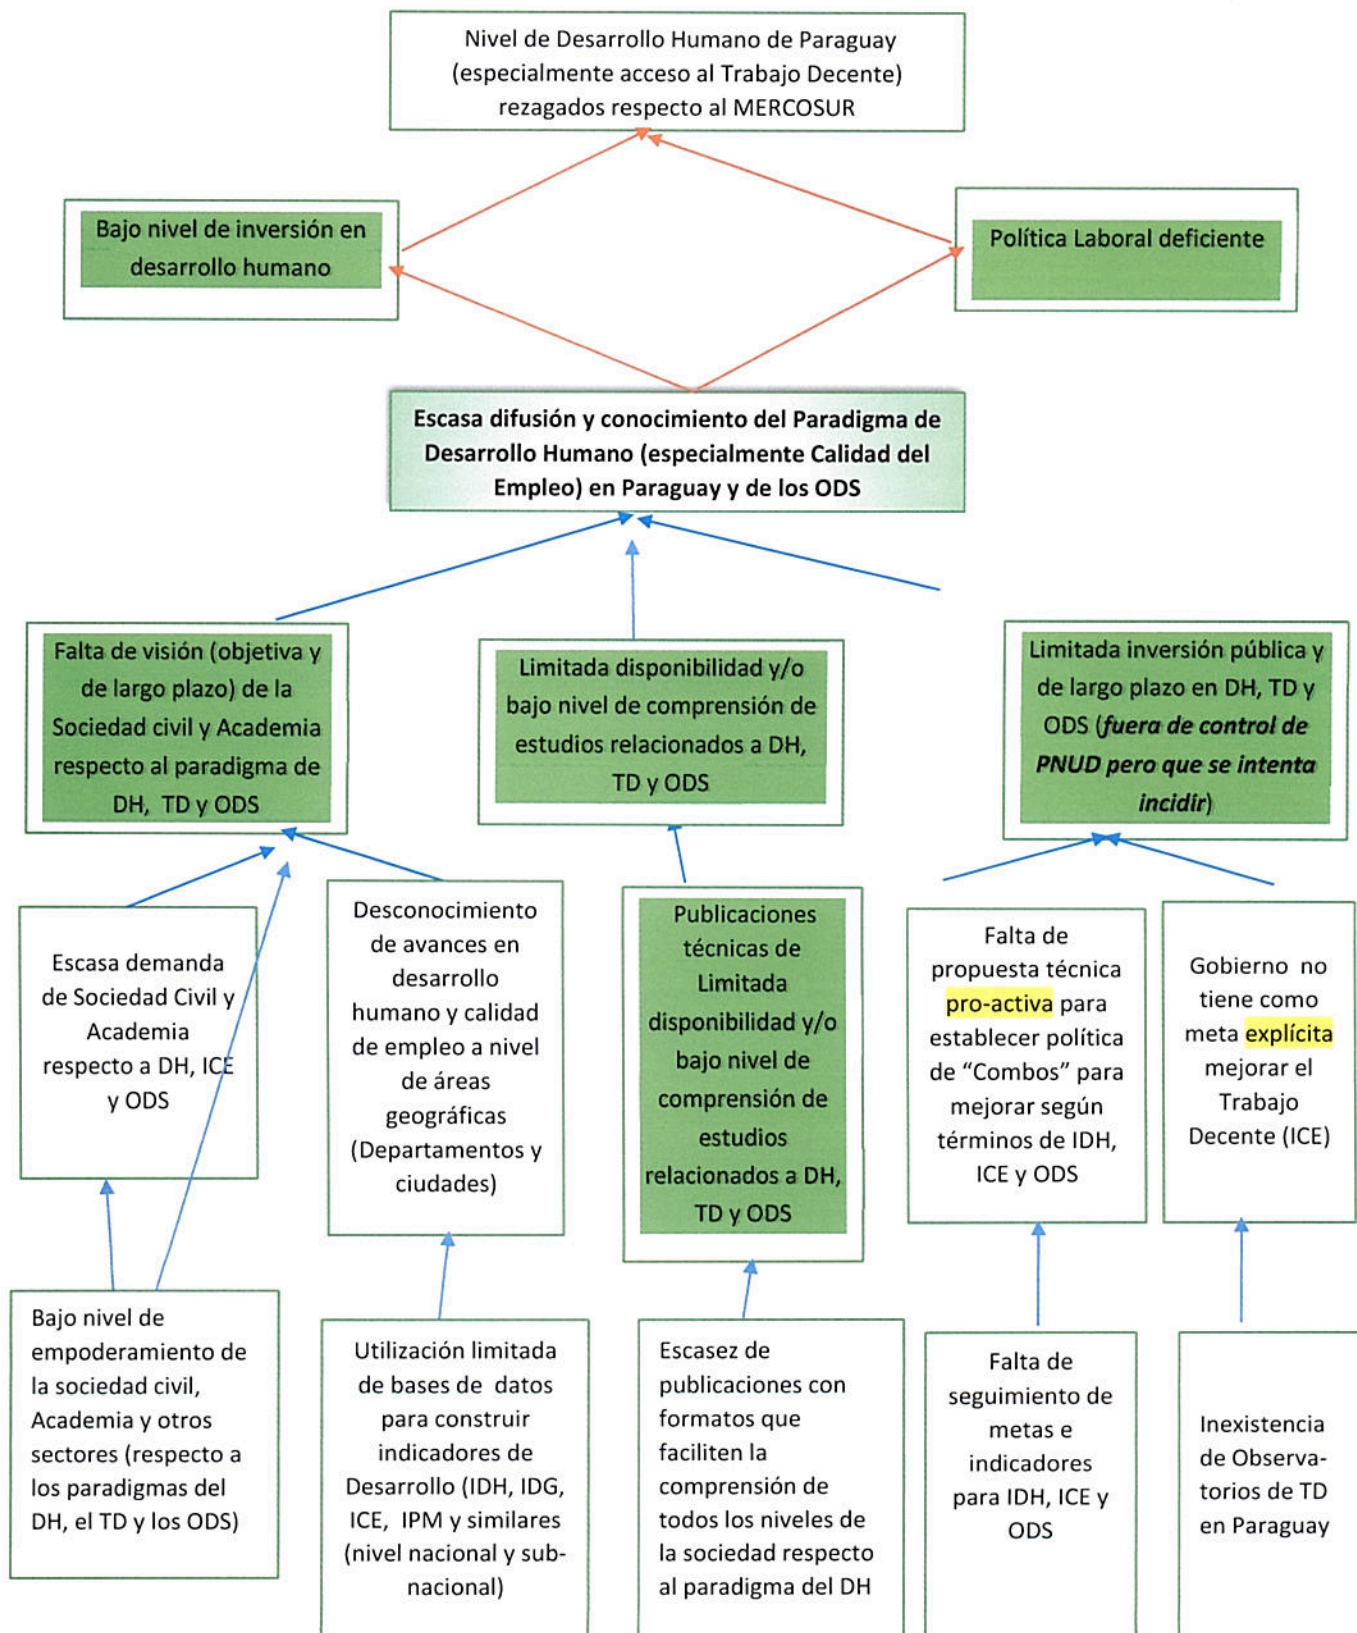 Nivel de Desarrollo Humano de Paraguay
(especialmente acceso al Trabajo Decente)
rezagados respecto al MERCOSUR
Bajo nivel de inversión en
desarrollo humano
Política Laboral deficiente
Escasa difusión y conocimiento del Paradigma de
Desarrollo Humano (especialmente Calidad del
Empleo) en Paraguay y de los ODS
Falta de visión (objetiva y
de largo plazo) de la
Sociedad civil y Academia
respecto al paradigma de
DH, TD y ODS
Limitada disponibilidad y/o
bajo nivel de comprensión de
estudios relacionados a DH,
TD y ODS
Limitada inversión pública y
de largo plazo en DH, TD y
ODS (fuera de control de
PNUD pero que se intenta
incidir)
Escasa demanda
de Sociedad Civil y
Academia
respecto a DH, ICE
y ODS
Desconocimiento
de avances en
desarrollo
humano y calidad
de empleo a nivel
de áreas
geográficas
(Departamentos y
ciudades)
Publicaciones
técnicas de
Limitada
disponibilidad y/o
bajo nivel de
comprensión de
estudios
relacionados a DH,
TD y ODS
Falta de
propuesta técnica
pro-activa para
establecer política
de “Combos” para
mejorar según
términos de IDH,
ICE y ODS
Gobierno no
tiene como
meta explícita
mejorar el
Trabajo
Decente (ICE)
Bajo nivel de
empoderamiento de
la sociedad civil,
Academia y otros
sectores (respecto a
los paradigmas del
DH, el TD y los ODS)
Utilización limitada
de bases de datos
para construir
indicadores de
Desarrollo (IDH, IDG,
ICE, IPM y similares
(nivel nacional y sub-
nacional)
Escasez de
publicaciones con
formatos que
faciliten la
comprensión de
todos los niveles de
la sociedad respecto
al paradigma del DH
Falta de
seguimiento de
metas e
indicadores
para IDH, ICE y
ODS
Inexistencia
de Observa-
torios de TD
en Paraguay